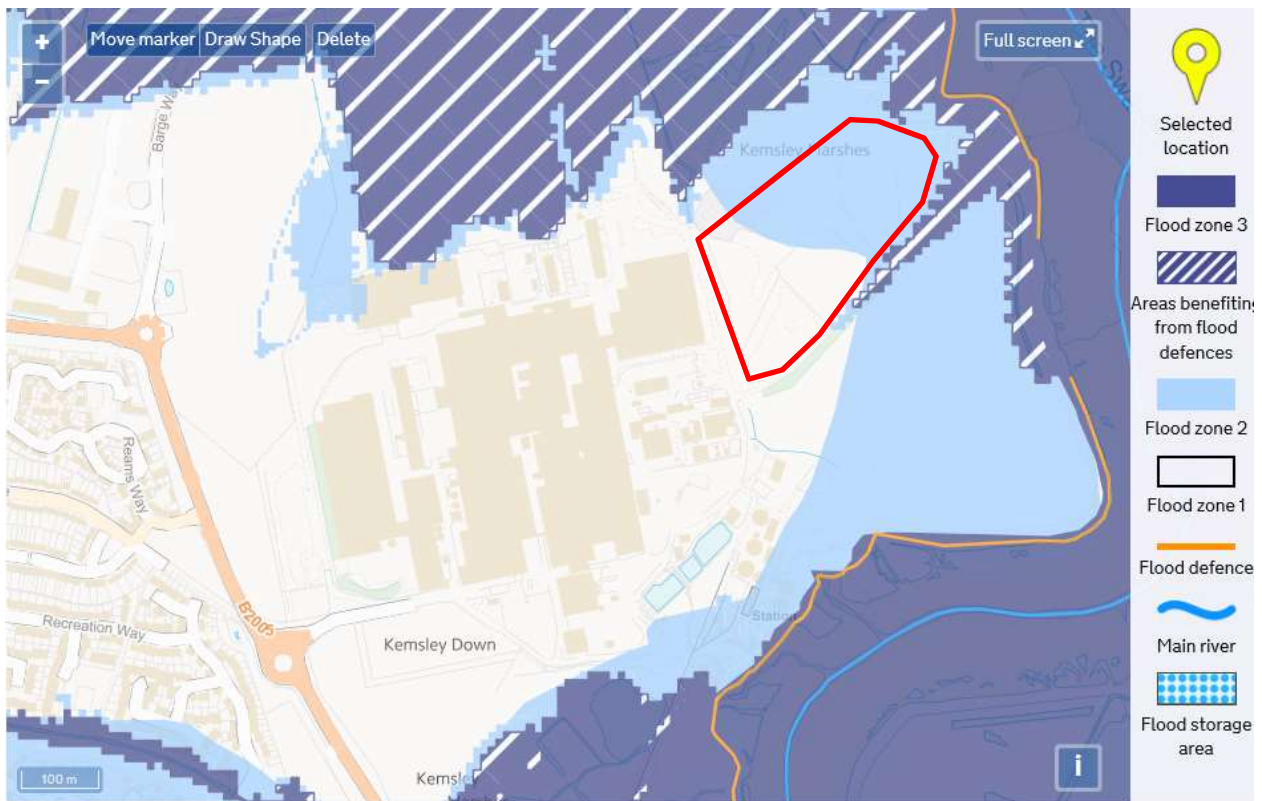 +
−
Move marker
Draw Shape
Delete
Full screen
Barge Way
Kemsley Marshes
Reams Way
B2005
Recreation Way
Kemsley Down
Station
100 m
i
Selected
location
Flood zone 3
Areas benefiting
from flood
defences
Flood zone 2
Flood zone 1
Flood defence
Main river
Flood storage
area